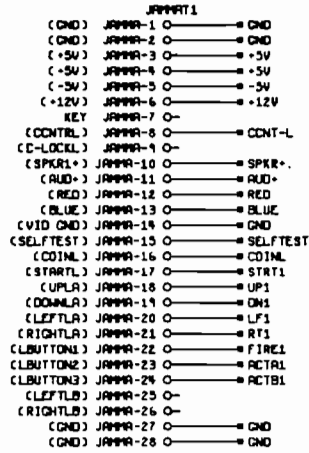 JAMMAT1
(GND) JAMMA-1 GND
(GND) JAMMA-2 GND
(+5V) JAMMA-3 +5V
(+5V) JAMMA-4 +5V
(-5V) JAMMA-5 -5V
(+12V) JAMMA-6 +12V
KEY JAMMA-7
(CCNTRL) JAMMA-8 CCNT-L
(C-LOCKL) JAMMA-9
(SPKR1+) JAMMA-10 SPKR+.
(AUD+) JAMMA-11 AUD+
(RED) JAMMA-12 RED
(BLUE) JAMMA-13 BLUE
(VID GND) JAMMA-14 GND
(SELFTEST) JAMMA-15 SELFTEST
(COINL) JAMMA-16 COINL
(STARTL) JAMMA-17 STRT1
(UPLA) JAMMA-18 UP1
(DOWNLA) JAMMA-19 DN1
(LEFTLA) JAMMA-20 LF1
(RIGHTLA) JAMMA-21 RT1
(LBUTTON1) JAMMA-22 FIRE1
(LBUTTON2) JAMMA-23 ACTA1
(LBUTTON3) JAMMA-24 ACTB1
(LEFTLB) JAMMA-25
(RIGHTLB) JAMMA-26
(GND) JAMMA-27 GND
(GND) JAMMA-28 GND